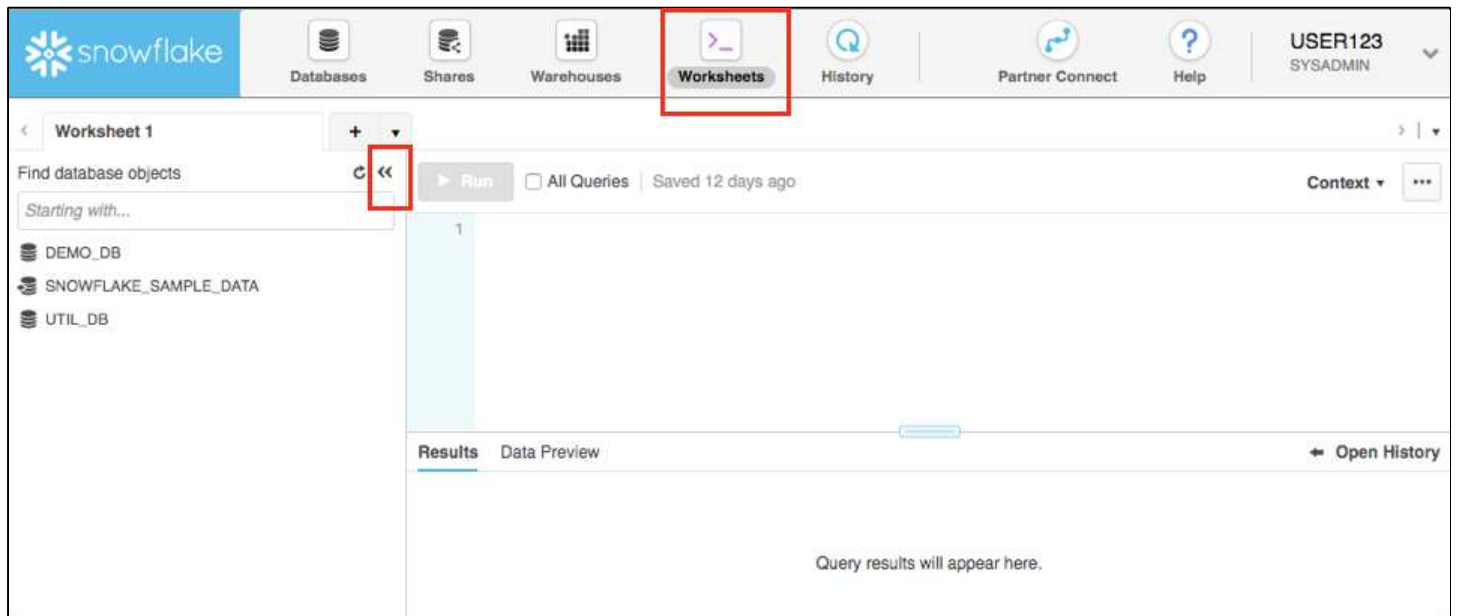 snowflake
Databases
Shares
Warehouses
>_
Worksheets
History
Partner Connect
?
Help
USER123
SYSADMIN
Worksheet 1
+
Find database objects
Run
All Queries
Saved 12 days ago
Context
...
Starting with...
1
DEMO_DB
SNOWFLAKE_SAMPLE_DATA
UTIL_DB
Results
Data Preview
Open History
Query results will appear here.